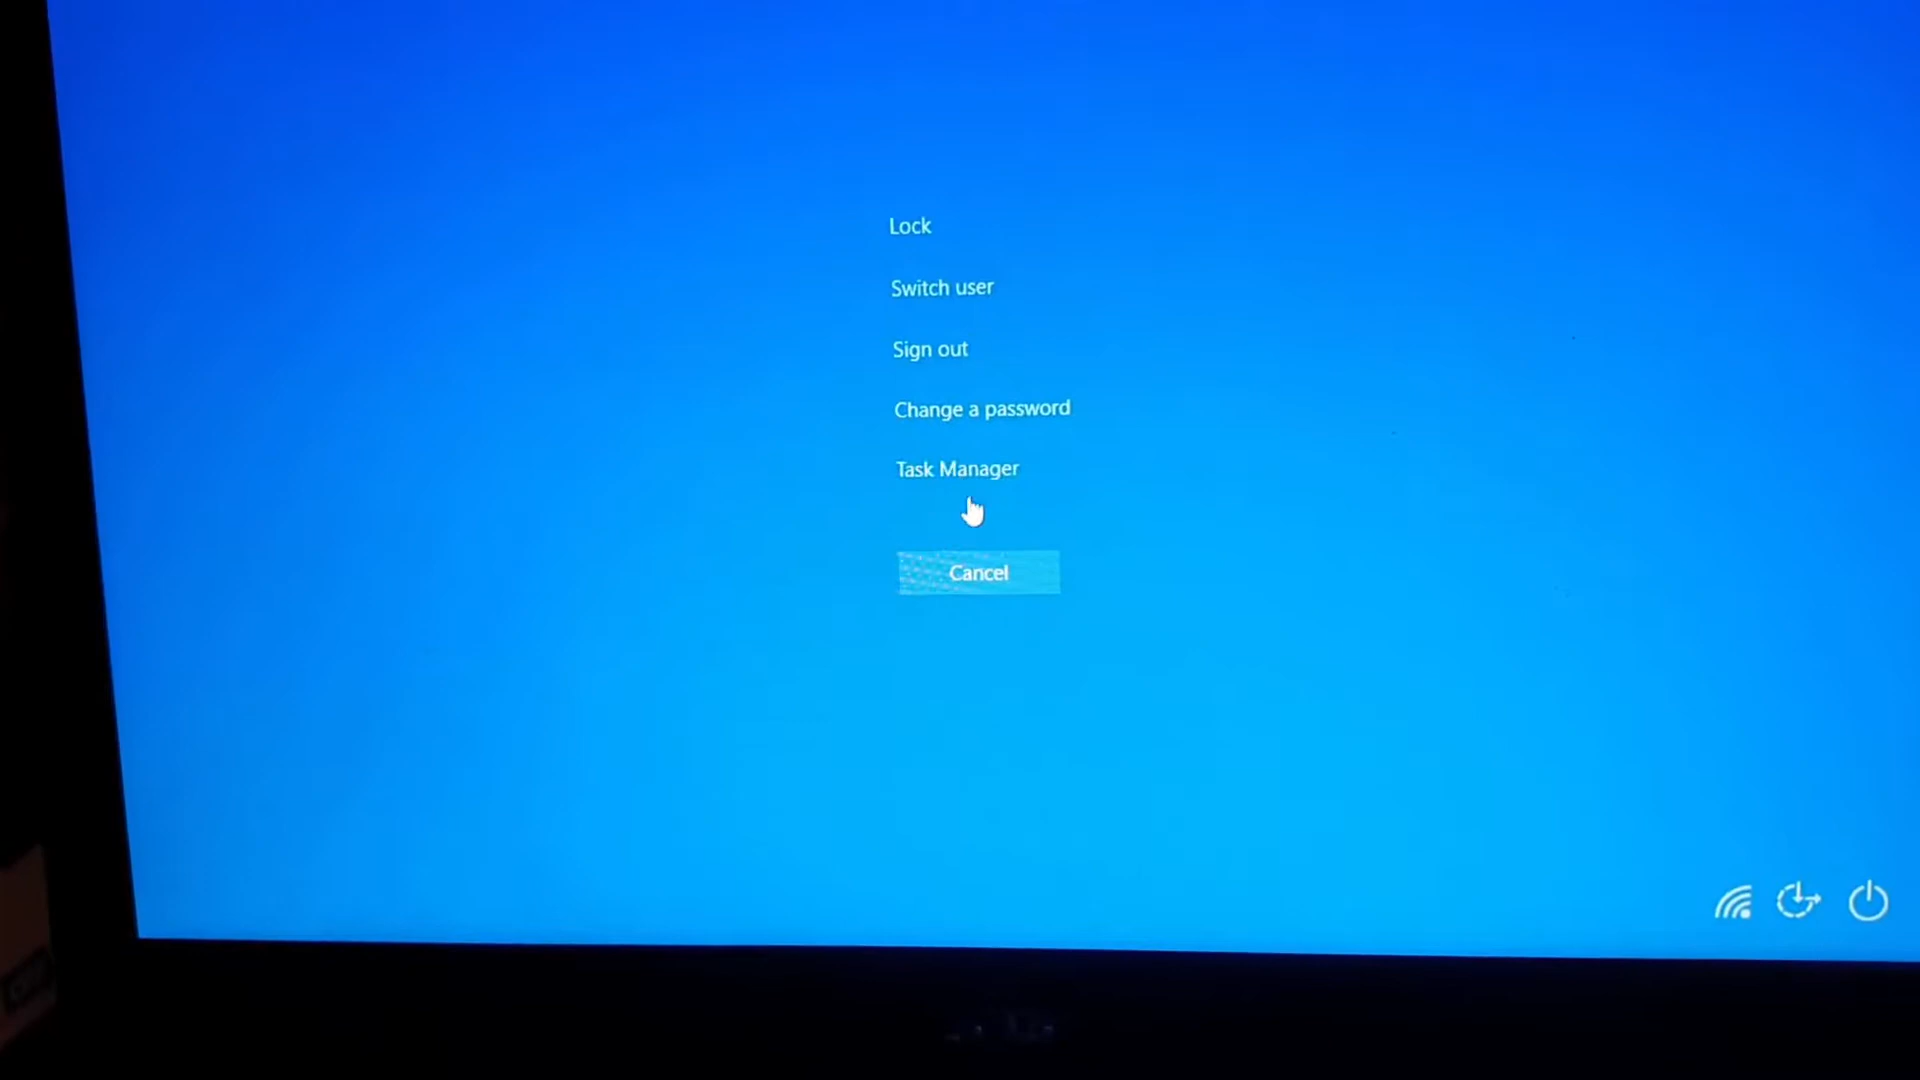 Lock
Switch user
Sign out
Change a password
Task Manager
Cancel